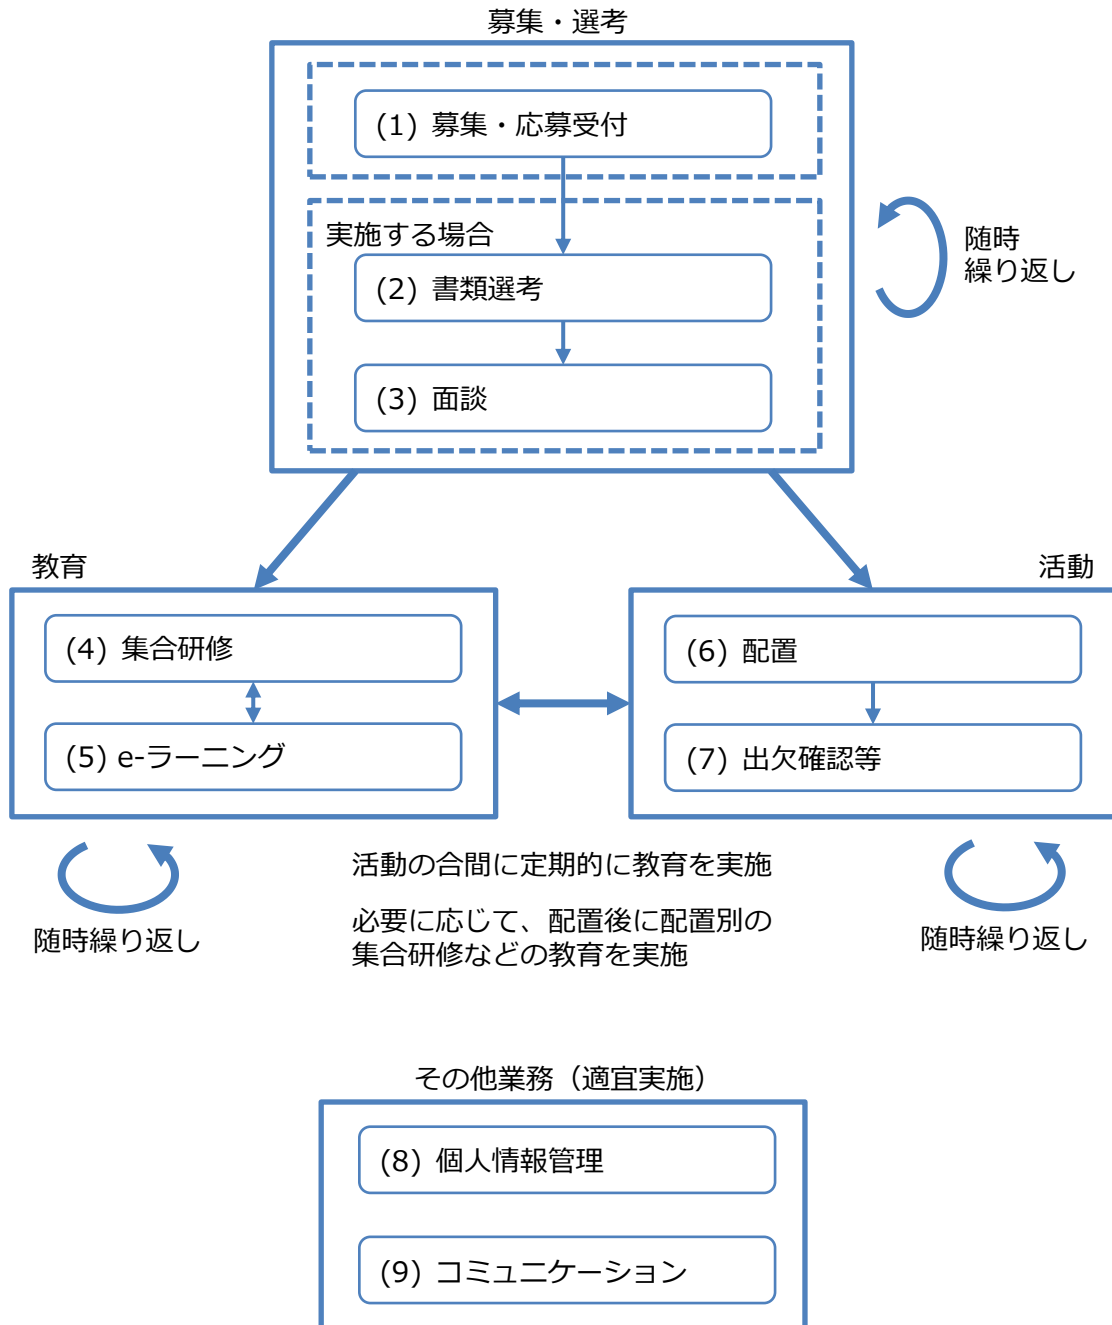 募集・選考
(1) 募集・応募受付
実施する場合
(2) 書類選考
(3) 面談
随時
繰り返し
教育
(4) 集合研修
(5) e-ラーニング
随時繰り返し
活動
(6) 配置
(7) 出欠確認等
随時繰り返し
活動の合間に定期的に教育を実施
必要に応じて、配置後に配置別の
集合研修などの教育を実施
その他業務（適宜実施）
(8) 個人情報管理
(9) コミュニケーション